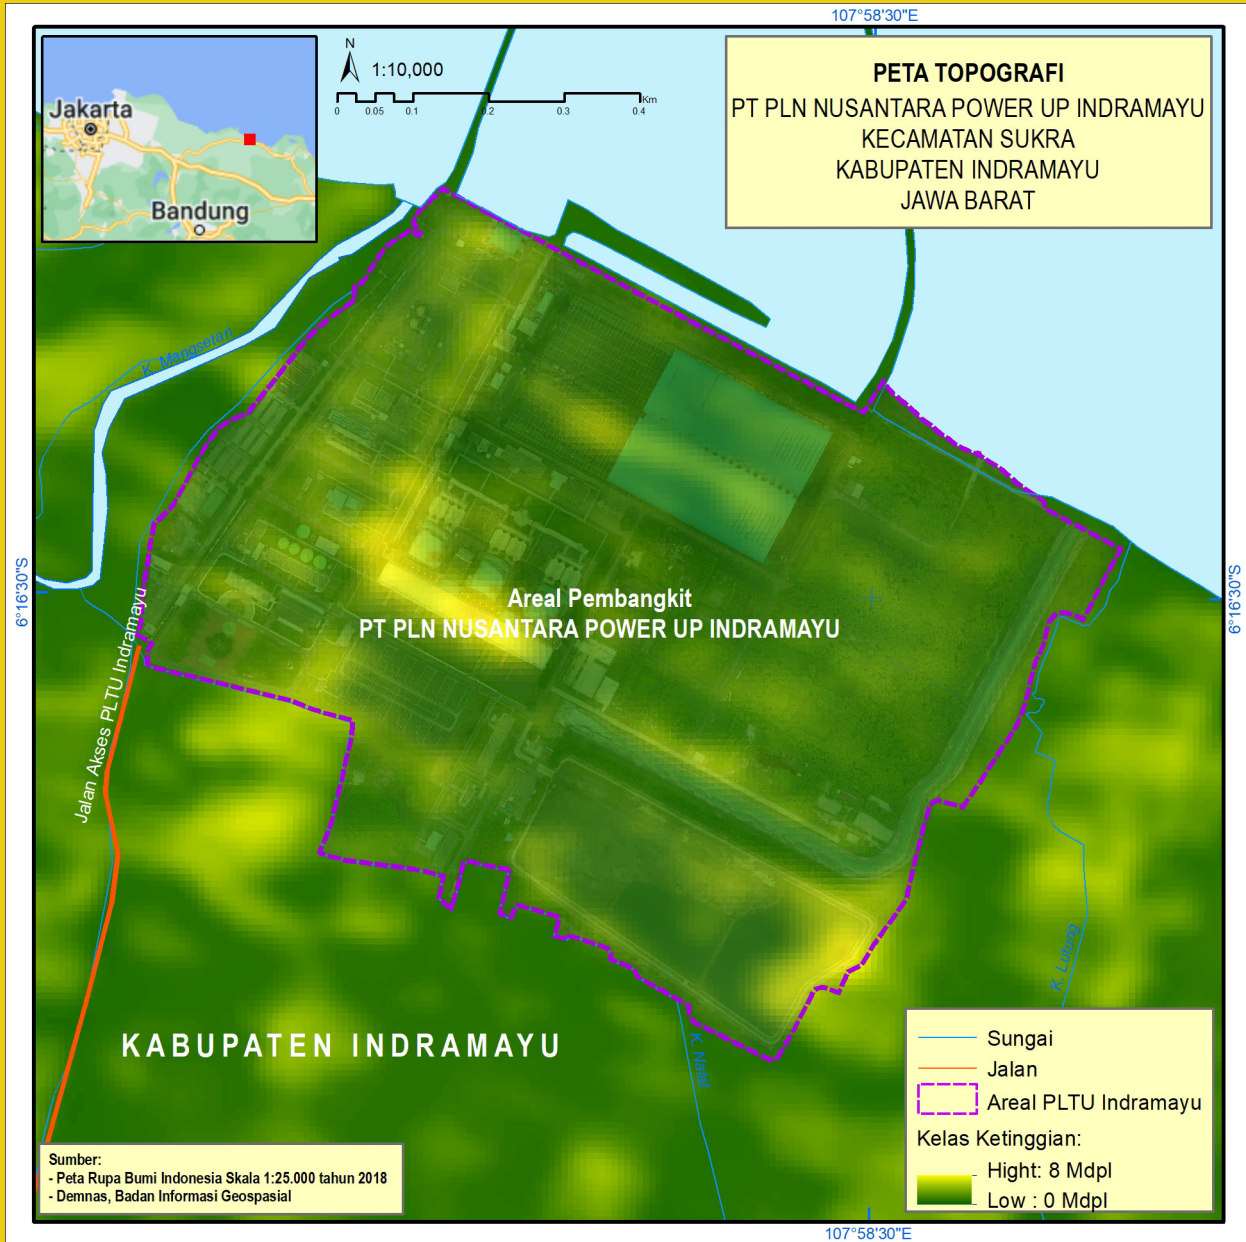 107°58'30"E
Jakarta
Bandung
N
1:10,000
0 0.05 0.1 0.2 0.3 0.4
Km
PETA TOPOGRAFI
PT PLN NUSANTARA POWER UP INDRAMAYU
KECAMATAN SUKRA
KABUPATEN INDRAMAYU
JAWA BARAT
K. Mangsetan
6°16'30"S
6°16'30"S
Areal Pembangkit
PT PLN NUSANTARA POWER UP INDRAMAYU
Jalan Akses PLTU Indramayu
K. Lutung
KABUPATEN INDRAMAYU
K. Nalal
Sungai
Jalan
Areal PLTU Indramayu
Kelas Ketinggian:
Hight: 8 Mdpl
Low : 0 Mdpl
Sumber:
- Peta Rupa Bumi Indonesia Skala 1:25.000 tahun 2018
- Demnas, Badan Informasi Geospasial
107°58'30"E